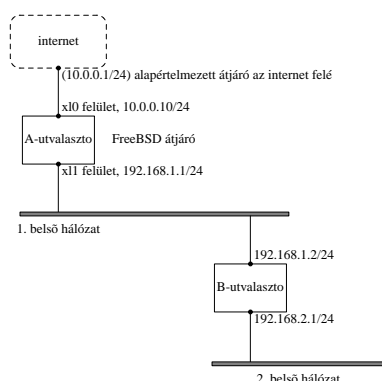 internet
(10.0.0.1/24) alapértelmezett átjáró az internet felé
xl0 felület, 10.0.0.10/24
A-utvalaszto
FreeBSD átjáró
xl1 felület, 192.168.1.1/24
1. belsõ hálózat
192.168.1.2/24
B-utvalaszto
192.168.2.1/24
2. belsõ hálózat